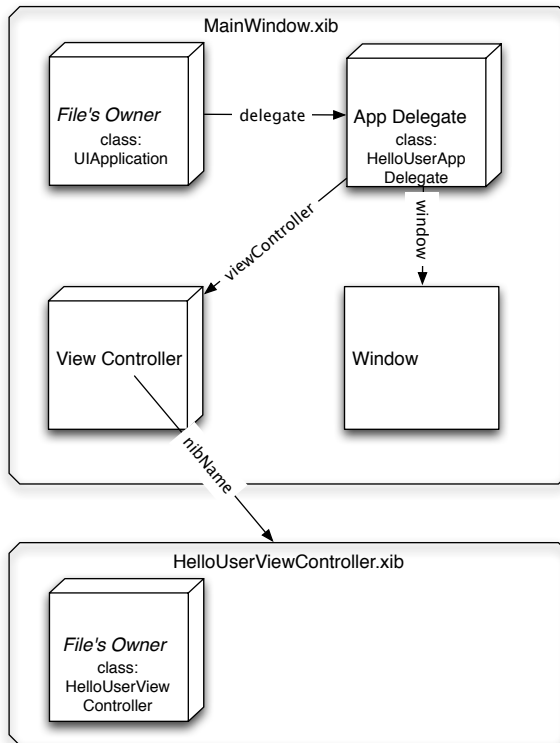 MainWindow.xib
File's Owner
class:
UIApplication
delegate
App Delegate
class:
HelloUserApp
Delegate
viewController
window
View Controller
Window
nibName
HelloUserViewController.xib
File's Owner
class:
HelloUserView
Controller